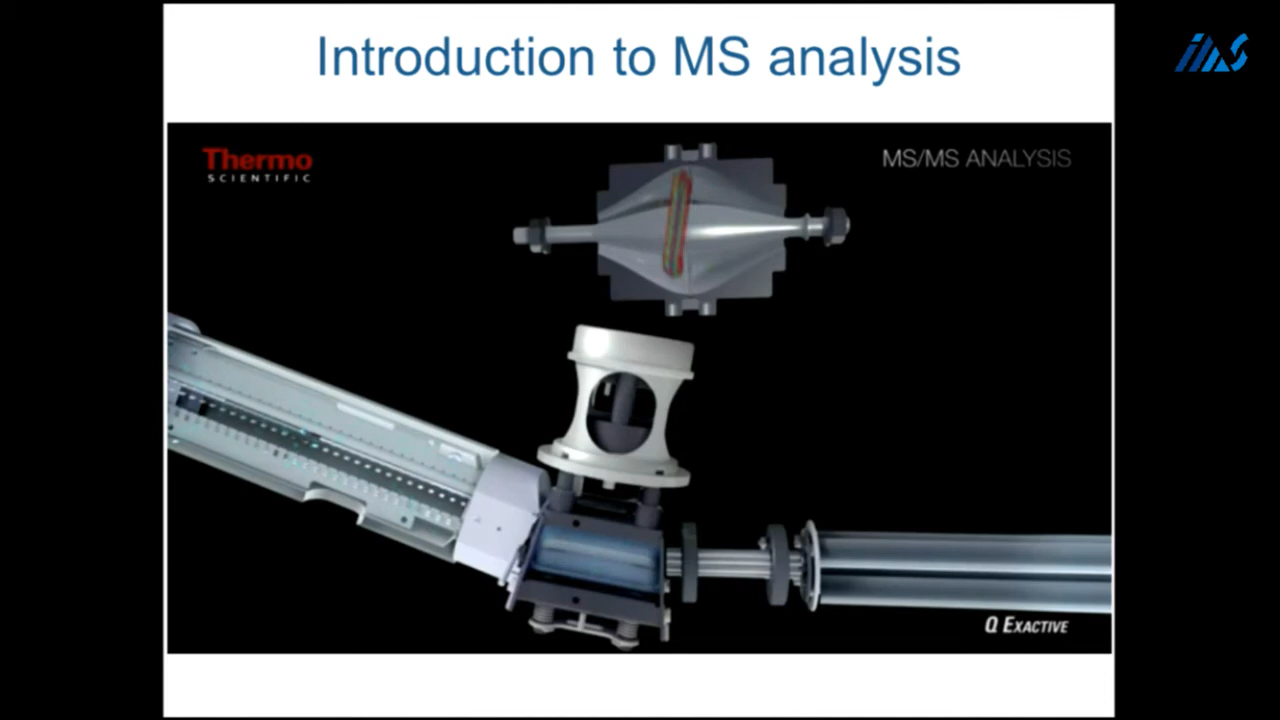 Introduction to MS analysis
Thermo
SCIENTIFIC
MS/MS ANALYSIS
Q EXACTIVE